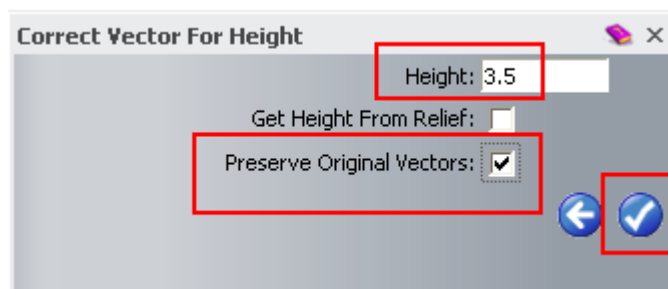 Correct Vector For Height
Height: 3.5
Get Height From Relief:
Preserve Original Vectors: